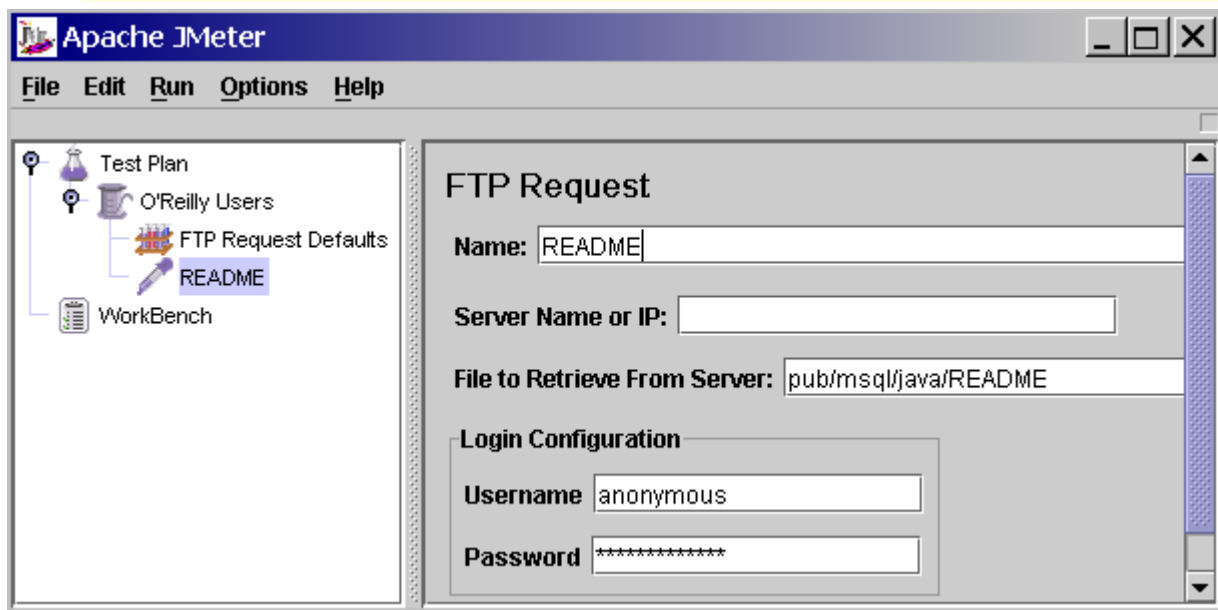 Apache JMeter
File Edit Run Options Help
Test Plan
O'Reilly Users
FTP Request Defaults
README
WorkBench
FTP Request
Name: README
Server Name or IP:
File to Retrieve From Server: pub/msql/java/README
Login Configuration
Username anonymous
Password *************